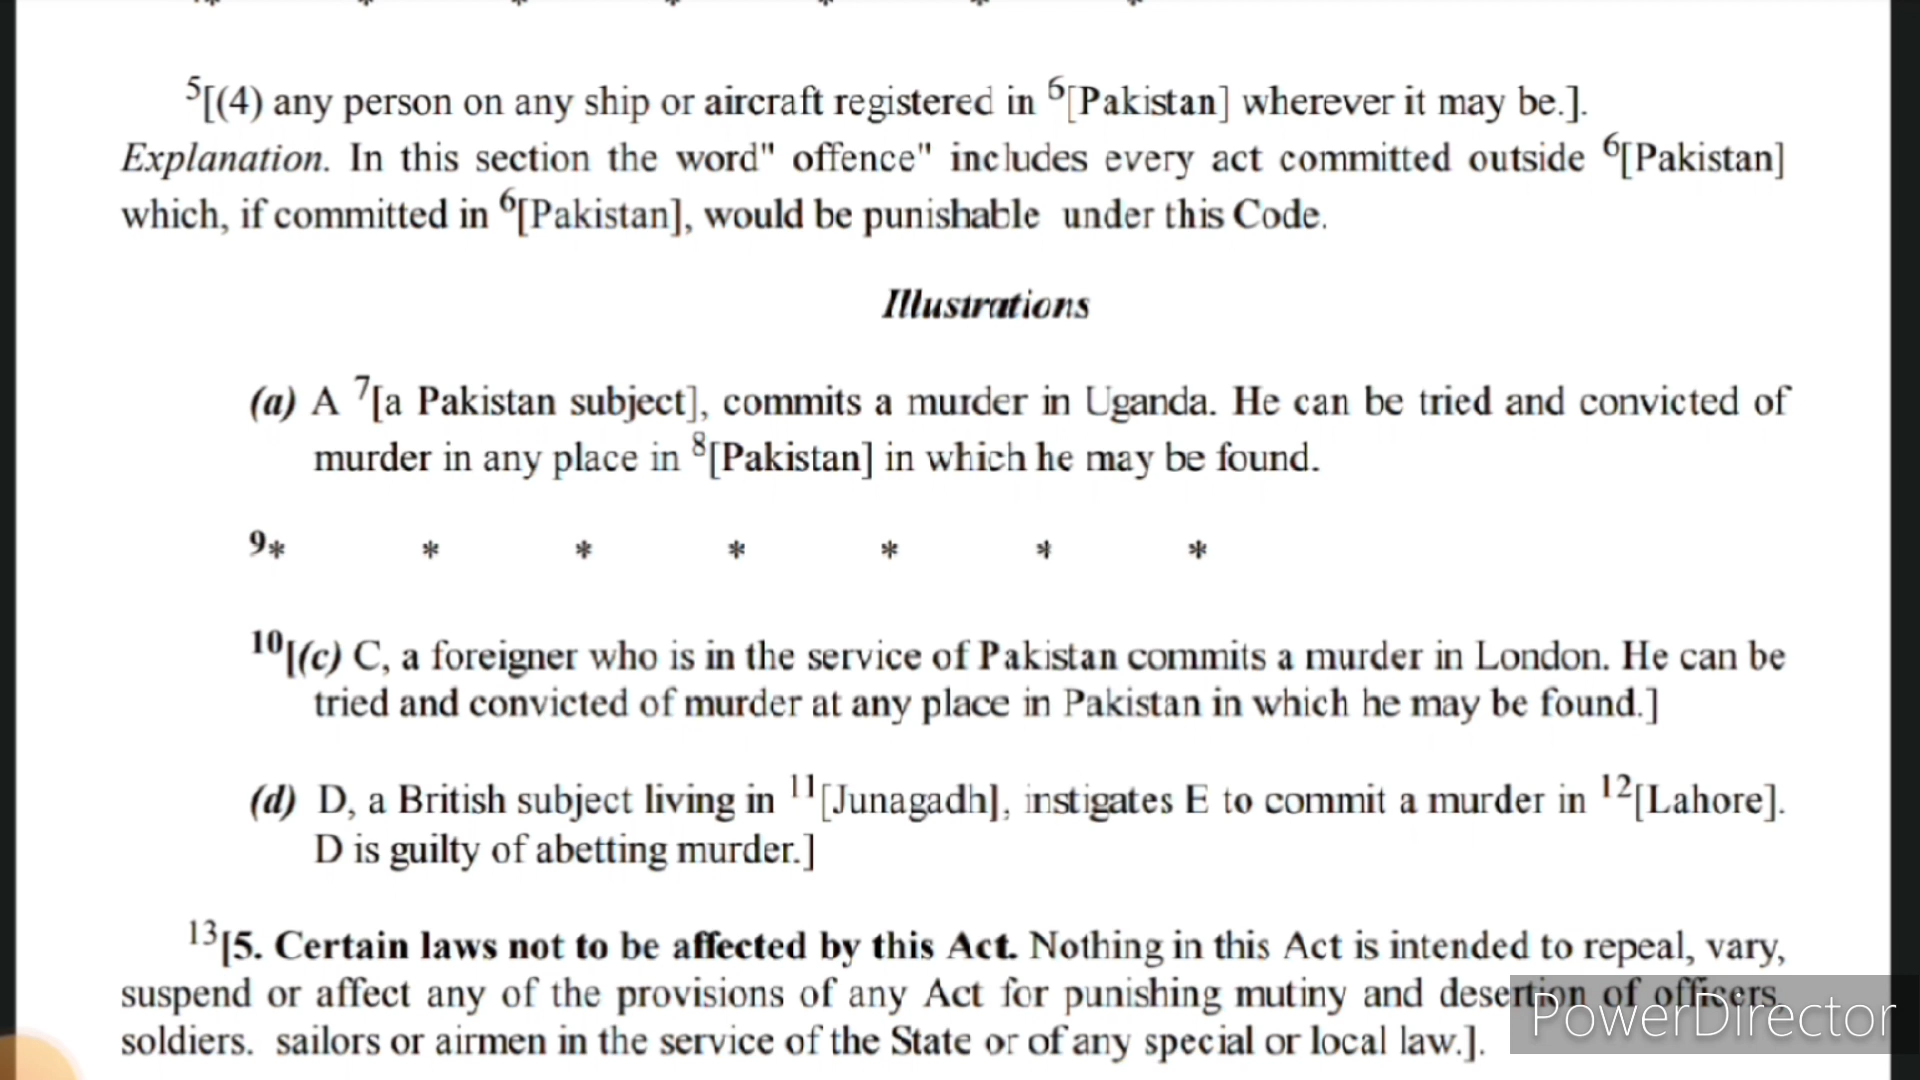 5[(4) any person on any ship or aircraft registered in 6[Pakistan] wherever it may be.].
Explanation. In this section the word" offence" includes every act committed outside 6[Pakistan]
which, if committed in 6[Pakistan], would be punishable under this Code.
Illustrations
(a) A 7[a Pakistan subject], commits a murder in Uganda. He can be tried and convicted of
murder in any place in 8[Pakistan] in which he may be found.
9* * * * * * *
10[(c) C, a foreigner who is in the service of Pakistan commits a murder in London. He can be
tried and convicted of murder at any place in Pakistan in which he may be found.]
(d) D, a British subject living in 11[Junagadh], instigates E to commit a murder in 12[Lahore].
D is guilty of abetting murder.]
13[5. Certain laws not to be affected by this Act. Nothing in this Act is intended to repeal, vary,
suspend or affect any of the provisions of any Act for punishing mutiny and desertion of officers,
soldiers. sailors or airmen in the service of the State or of any special or local law.].
PowerDirector